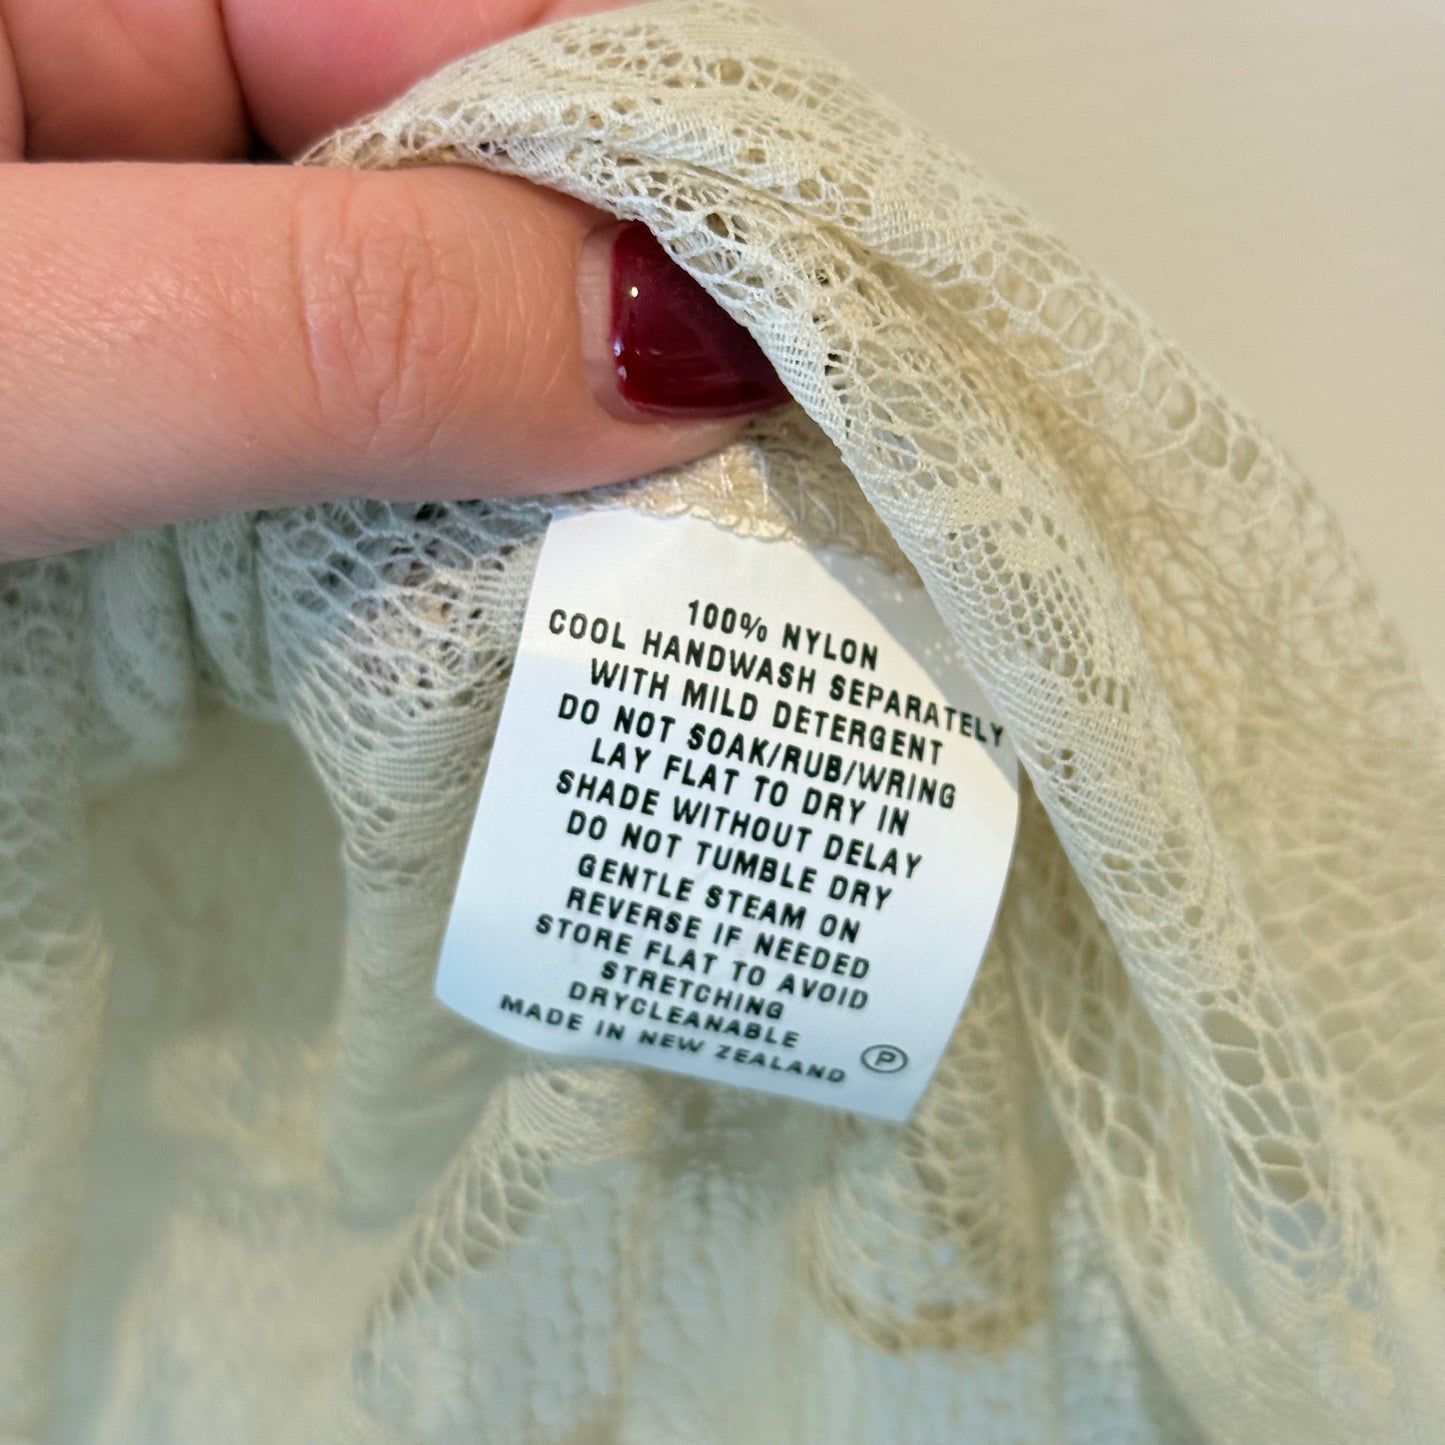 100% NYLON
COOL HANDWASH SEPARATELY
WITH MILD DETERGENT
DO NOT SOAK/RUB/WRING
LAY FLAT TO DRY IN
SHADE WITHOUT DELAY
DO NOT TUMBLE DRY
GENTLE STEAM ON
REVERSE IF NEEDED
STORE FLAT TO AVOID
STRETCHING
DRYCLEANABLE
MADE IN NEW ZEALAND
P